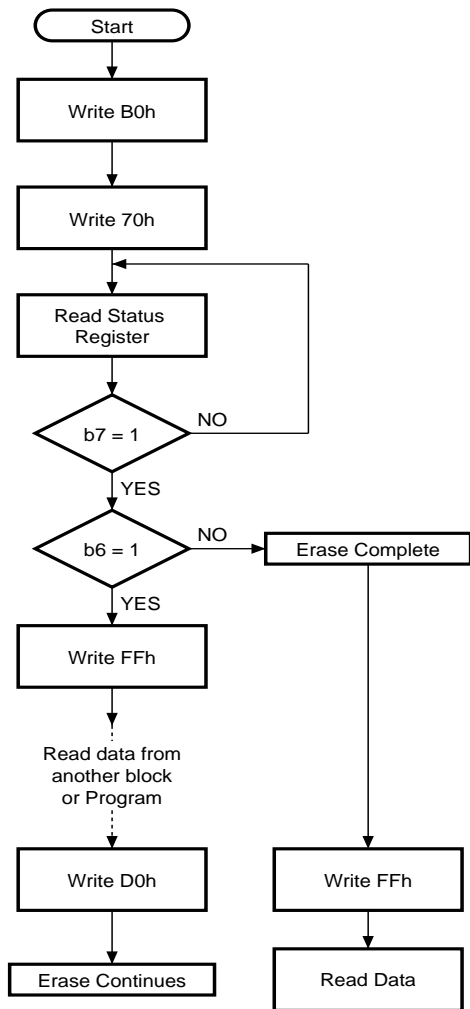 Start
Write B0h
Write 70h
Read Status
Register
b7 = 1
NO
YES
b6 = 1
NO
Erase Complete
YES
Write FFh
Read data from
another block
or Program
Write D0h
Write FFh
Erase Continues
Read Data